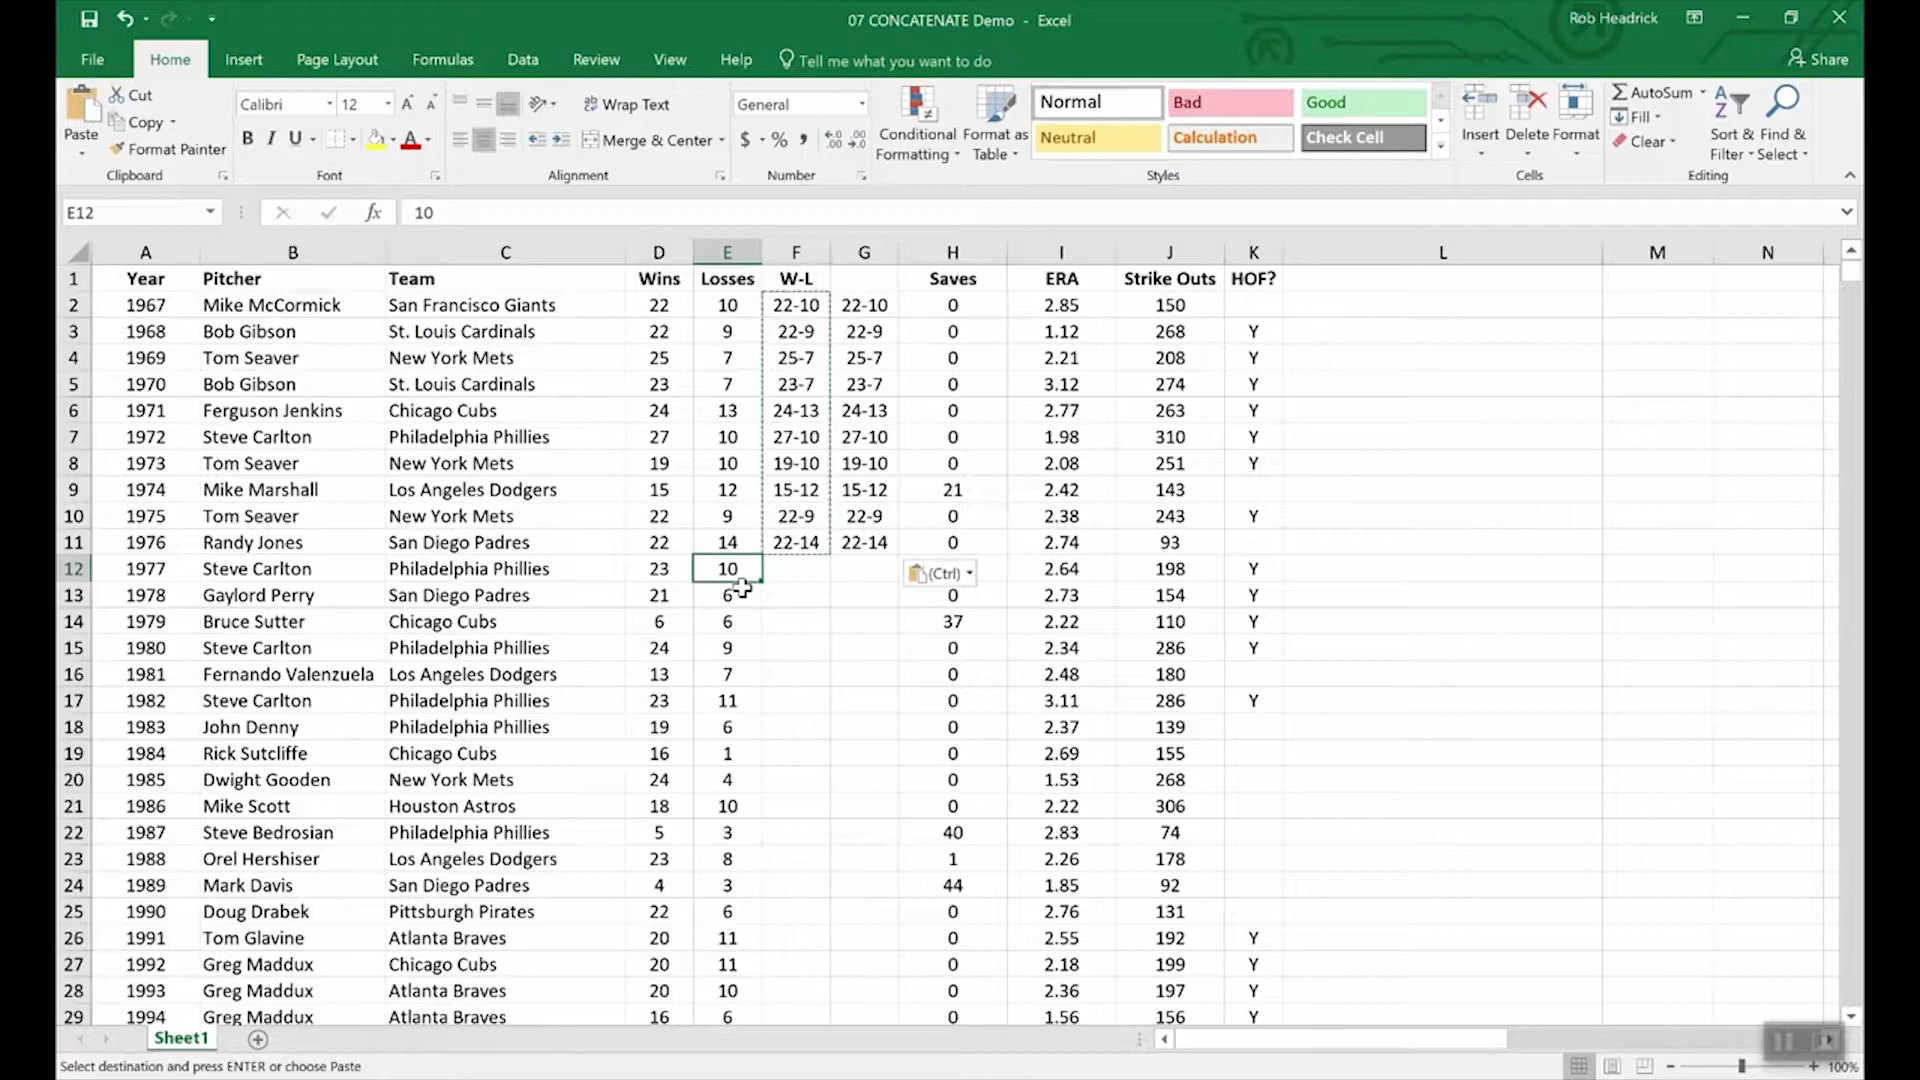 07 CONCATENATE Demo - Excel
Rob Headrick
File Home Insert Page Layout Formulas Data Review View Help Tell me what you want to do Share
Paste Cut Copy Format Painter
Calibri 12
B I U A
Wrap Text
Merge & Center
General
$ % ,
Conditional Formatting
Format as Table
Normal Bad Good
Neutral Calculation Check Cell
Insert Delete Format
AutoSum
Fill
Clear
Sort & Filter
Find & Select
Clipboard Font Alignment Number Styles Cells Editing
E12 fx 10
A B C D E F G H I J K L M N
1 Year Pitcher Team Wins Losses W-L Saves ERA Strike Outs HOF?
2 1967 Mike McCormick San Francisco Giants 22 10 22-10 22-10 0 2.85 150
3 1968 Bob Gibson St. Louis Cardinals 22 9 22-9 22-9 0 1.12 268 Y
4 1969 Tom Seaver New York Mets 25 7 25-7 25-7 0 2.21 208 Y
5 1970 Bob Gibson St. Louis Cardinals 23 7 23-7 23-7 0 3.12 274 Y
6 1971 Ferguson Jenkins Chicago Cubs 24 13 24-13 24-13 0 2.77 263 Y
7 1972 Steve Carlton Philadelphia Phillies 27 10 27-10 27-10 0 1.98 310 Y
8 1973 Tom Seaver New York Mets 19 10 19-10 19-10 0 2.08 251 Y
9 1974 Mike Marshall Los Angeles Dodgers 15 12 15-12 15-12 21 2.42 143
10 1975 Tom Seaver New York Mets 22 9 22-9 22-9 0 2.38 243 Y
11 1976 Randy Jones San Diego Padres 22 14 22-14 22-14 0 2.74 93
12 1977 Steve Carlton Philadelphia Phillies 23 10 (Ctrl) 2.64 198 Y
13 1978 Gaylord Perry San Diego Padres 21 6 0 2.73 154 Y
14 1979 Bruce Sutter Chicago Cubs 6 6 37 2.22 110 Y
15 1980 Steve Carlton Philadelphia Phillies 24 9 0 2.34 286 Y
16 1981 Fernando Valenzuela Los Angeles Dodgers 13 7 0 2.48 180
17 1982 Steve Carlton Philadelphia Phillies 23 11 0 3.11 286 Y
18 1983 John Denny Philadelphia Phillies 19 6 0 2.37 139
19 1984 Rick Sutcliffe Chicago Cubs 16 1 0 2.69 155
20 1985 Dwight Gooden New York Mets 24 4 0 1.53 268
21 1986 Mike Scott Houston Astros 18 10 0 2.22 306
22 1987 Steve Bedrosian Philadelphia Phillies 5 3 40 2.83 74
23 1988 Orel Hershiser Los Angeles Dodgers 23 8 1 2.26 178
24 1989 Mark Davis San Diego Padres 4 3 44 1.85 92
25 1990 Doug Drabek Pittsburgh Pirates 22 6 0 2.76 131
26 1991 Tom Glavine Atlanta Braves 20 11 0 2.55 192 Y
27 1992 Greg Maddux Chicago Cubs 20 11 0 2.18 199 Y
28 1993 Greg Maddux Atlanta Braves 20 10 0 2.36 197 Y
29 1994 Greg Maddux Atlanta Braves 16 6 0 1.56 156 Y
Sheet1
Select destination and press ENTER or choose Paste
100%